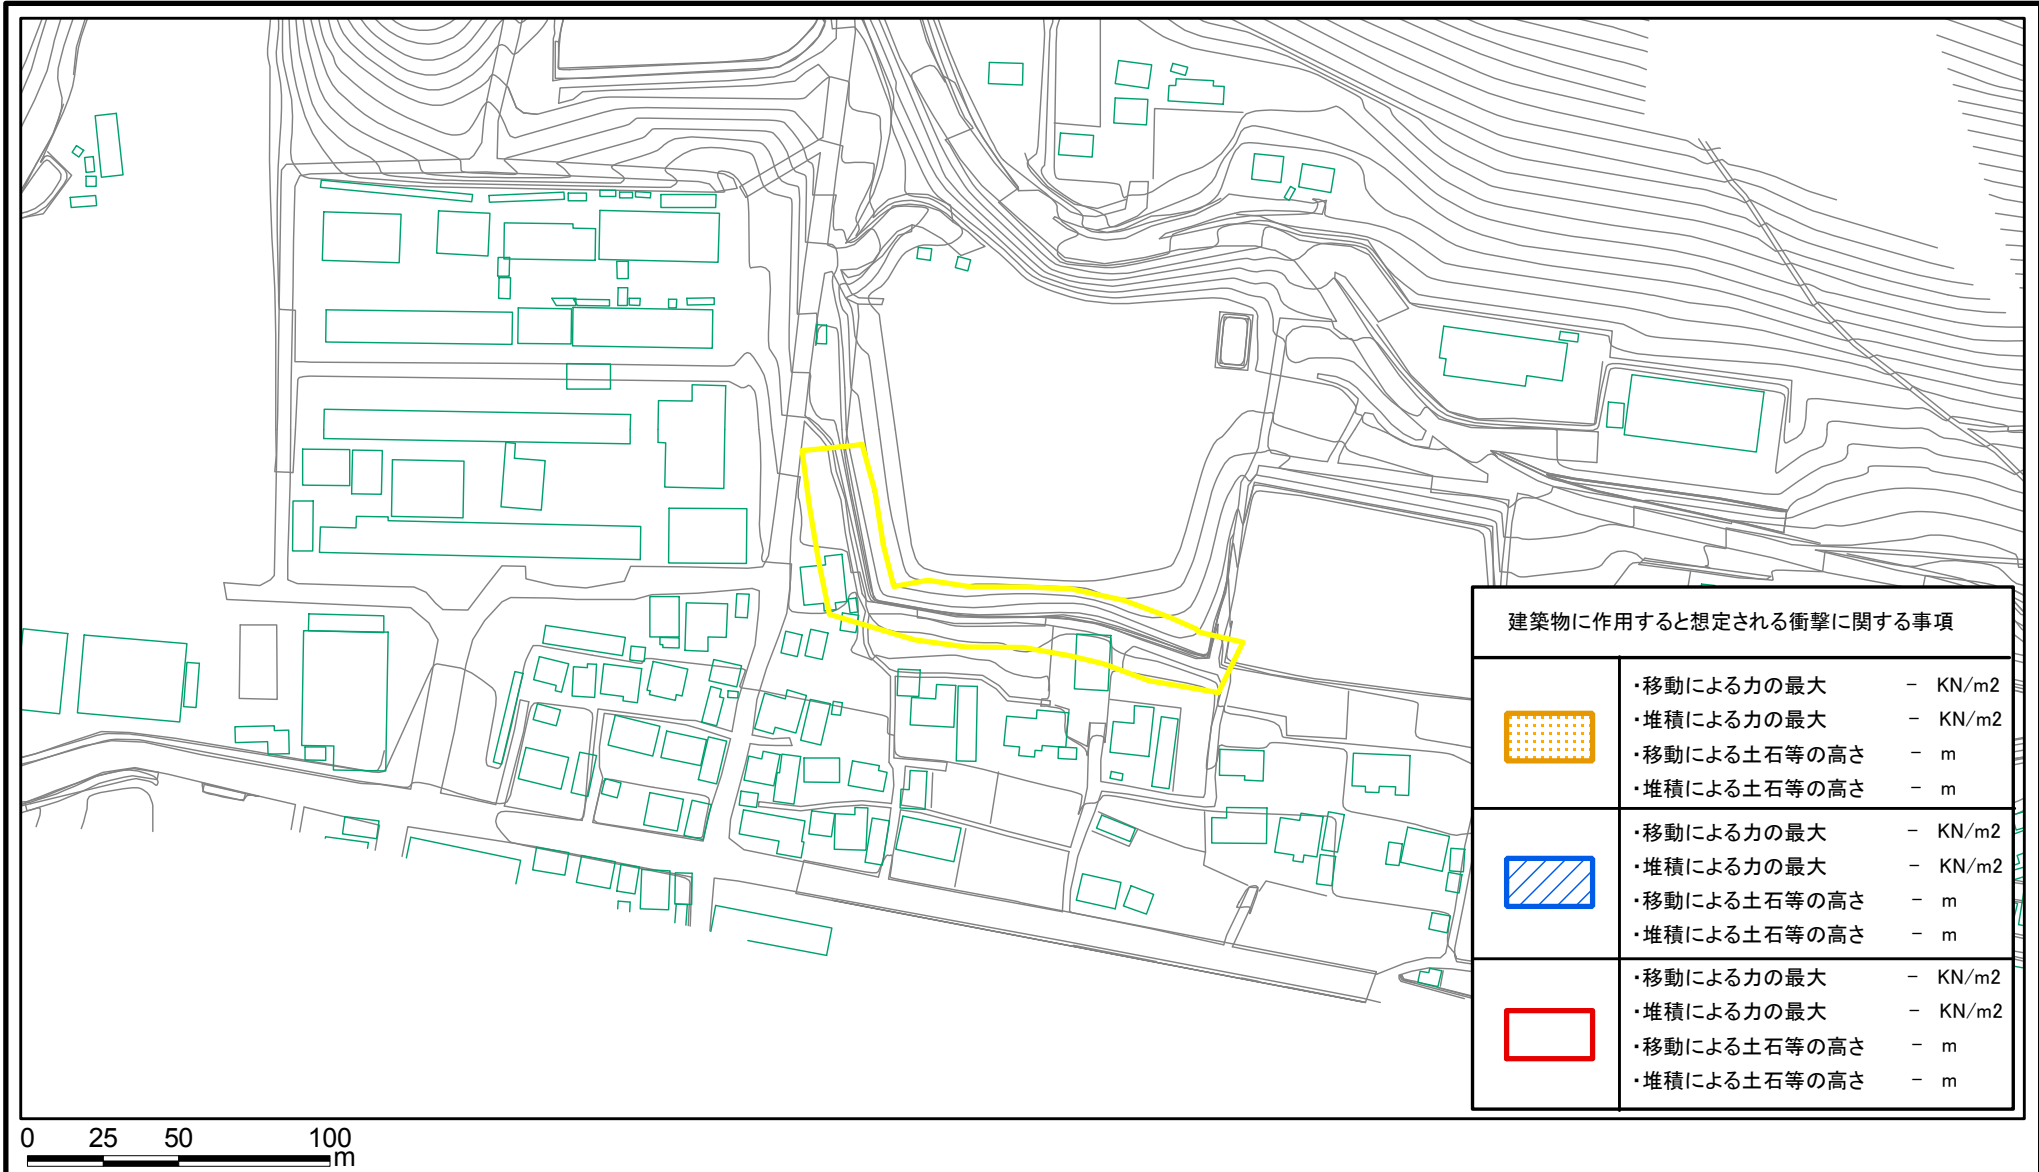 建築物に作用すると想定される衝撃に関する事項
・移動による力の最大 － KN/m2
・堆積による力の最大 － KN/m2
・移動による土石等の高さ － m
・堆積による土石等の高さ － m
・移動による力の最大 － KN/m2
・堆積による力の最大 － KN/m2
・移動による土石等の高さ － m
・堆積による土石等の高さ － m
・移動による力の最大 － KN/m2
・堆積による力の最大 － KN/m2
・移動による土石等の高さ － m
・堆積による土石等の高さ － m
0 25 50 100
m